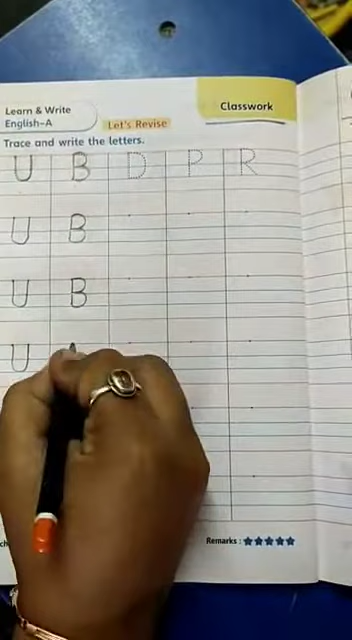 Learn & Write
English-A
Let's Revise
Classwork
Trace and write the letters.
U B D P R
U B
U B
U
Remarks :